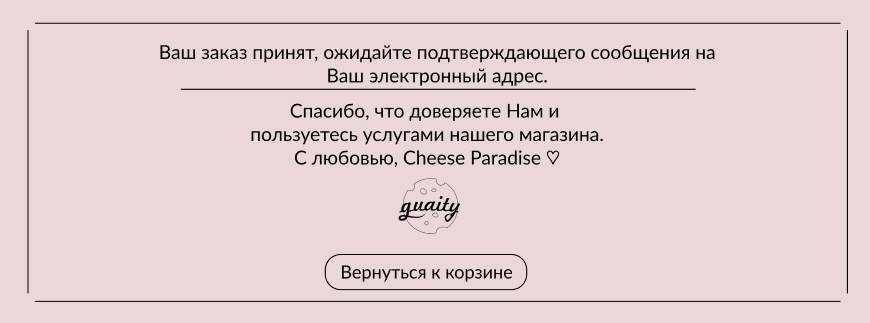 Ваш заказ принят, ожидайте подтверждающего сообщения на
Ваш электронный адрес.
Спасибо, что доверяете Нам и
пользуетесь услугами нашего магазина.
С любовью, Cheese Paradise ♡
guaity
Вернуться к корзине